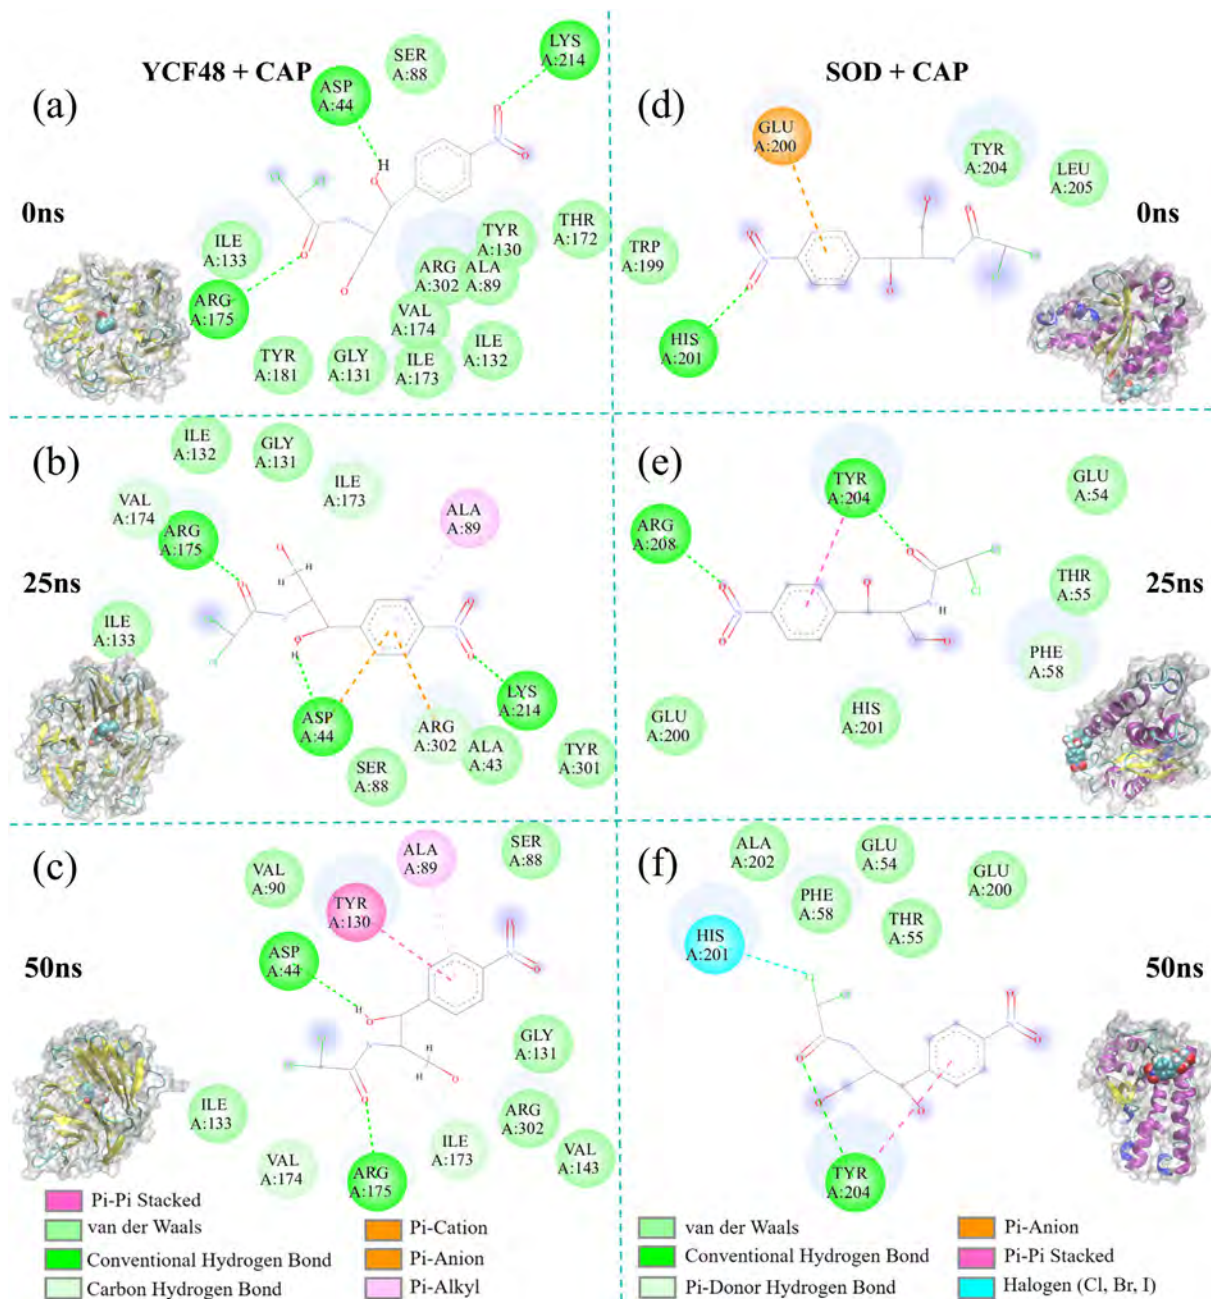 YCF48 + CAP
SOD + CAP
(a)
0ns
ASP
A:44
SER
A:88
LYS
A:214
H
ILE
A:133
ARG
A:175
TYR
A:181
GLY
A:131
VAL
A:174
ILE
A:173
ARG
A:302
ALA
A:89
TYR
A:130
THR
A:172
ILE
A:132
(d)
0ns
GLU
A:200
TYR
A:204
LEU
A:205
TRP
A:199
HIS
A:201
(b)
25ns
ILE
A:132
GLY
A:131
VAL
A:174
ARG
A:175
ILE
A:173
ALA
A:89
ILE
A:133
ASP
A:44
SER
A:88
ARG
A:302
ALA
A:43
LYS
A:214
TYR
A:301
(e)
25ns
TYR
A:204
GLU
A:54
ARG
A:208
THR
A:55
PHE
A:58
GLU
A:200
HIS
A:201
(c)
50ns
VAL
A:90
TYR
A:130
ALA
A:89
SER
A:88
ASP
A:44
GLY
A:131
ILE
A:133
VAL
A:174
ARG
A:175
ILE
A:173
ARG
A:302
VAL
A:143
Pi-Pi Stacked
van der Waals
Conventional Hydrogen Bond
Carbon Hydrogen Bond
Pi-Cation
Pi-Anion
Pi-Alkyl
(f)
50ns
ALA
A:202
PHE
A:58
GLU
A:54
THR
A:55
GLU
A:200
HIS
A:201
TYR
A:204
van der Waals
Conventional Hydrogen Bond
Pi-Donor Hydrogen Bond
Pi-Anion
Pi-Pi Stacked
Halogen (Cl, Br, I)